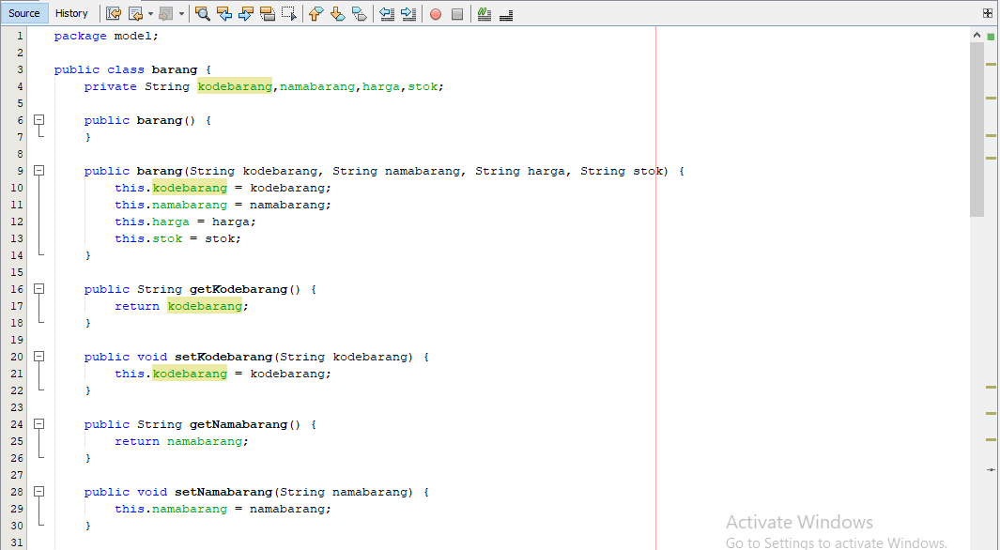 Source History
1 package model;
2
3 public class barang {
4 private String kodebarang,namabarang,harga,stok;
5
6 public barang() {
7 }
8
9 public barang(String kodebarang, String namabarang, String harga, String stok) {
10 this.kodebarang = kodebarang;
11 this.namabarang = namabarang;
12 this.harga = harga;
13 this.stok = stok;
14 }
15
16 public String getKodebarang() {
17 return kodebarang;
18 }
19
20 public void setKodebarang(String kodebarang) {
21 this.kodebarang = kodebarang;
22 }
23
24 public String getNamabarang() {
25 return namabarang;
26 }
27
28 public void setNamabarang(String namabarang) {
29 this.namabarang = namabarang;
30 }
31
Activate Windows
Go to Settings to activate Windows.